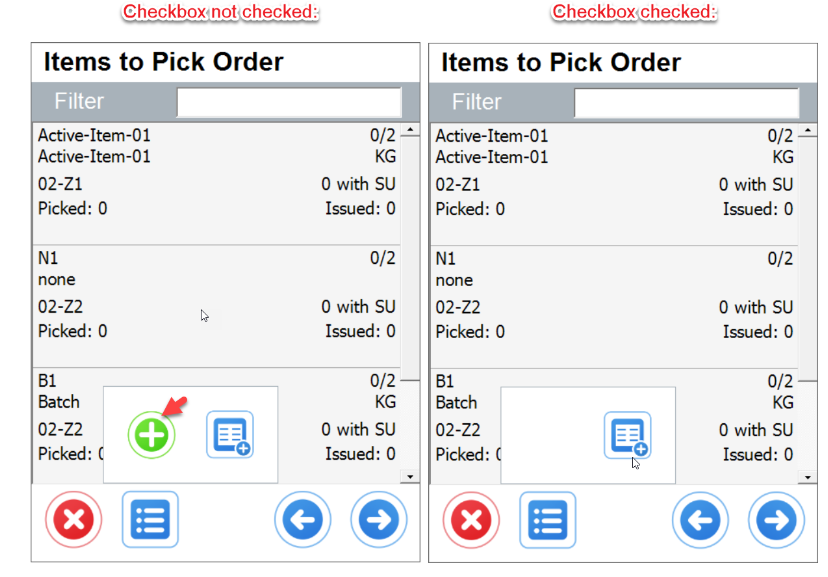 Checkbox not checked:
Items to Pick Order
Filter
Active-Item-01 0/2
Active-Item-01 KG
02-Z1 0 with SU
Picked: 0 Issued: 0
N1 0/2
none
02-Z2 0 with SU
Picked: 0 Issued: 0
B1 0/2
Batch KG
02-Z2 0 with SU
Picked: Issued: 0
Checkbox checked:
Items to Pick Order
Filter
Active-Item-01 0/2
Active-Item-01 KG
02-Z1 0 with SU
Picked: 0 Issued: 0
N1 0/2
none
02-Z2 0 with SU
Picked: 0 Issued: 0
B1 0/2
Batch KG
02-Z2 0 with SU
Picked: Issued: 0